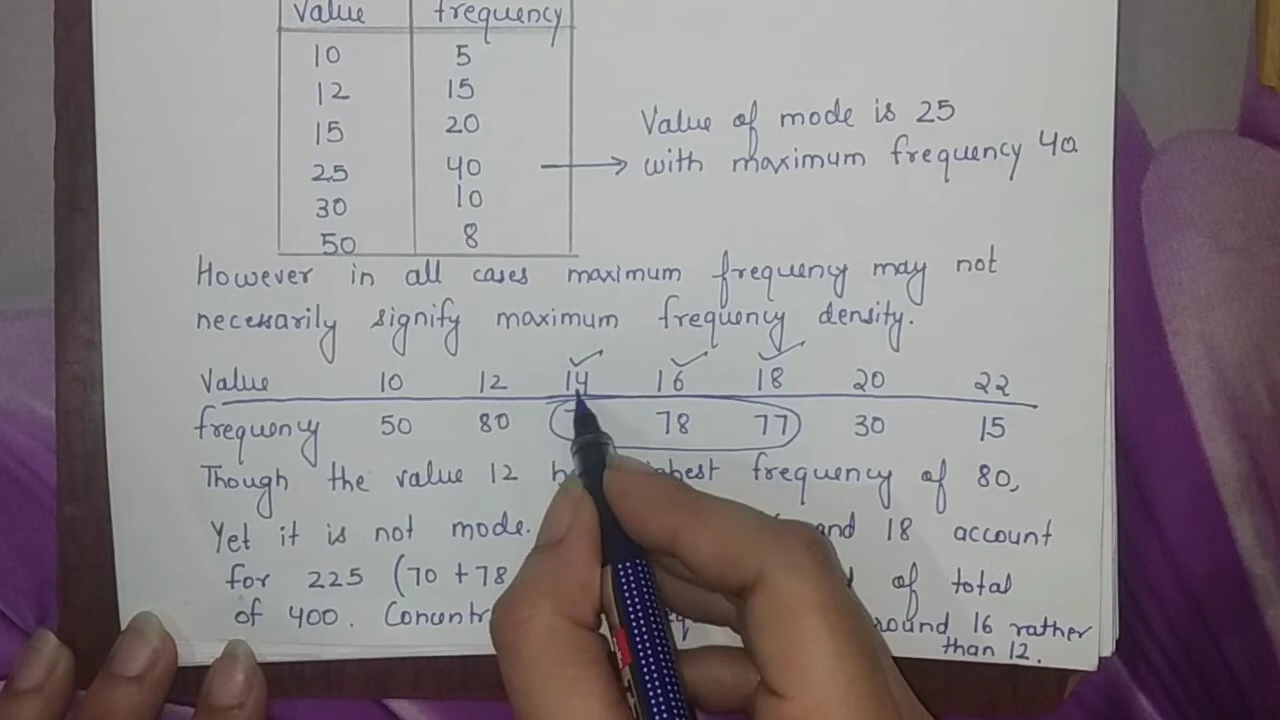 Value frequency
10 5
12 15
15 20
25 40
30 10
50 8
Value of mode is 25
with maximum frequency 40
However in all cases maximum frequency may not
necessarily signify maximum frequency density.
Value 10 12 14 16 18 20 22
frequency 50 80 78 77 30 15
Though the value 12 highest frequency of 80,
Yet it is not mode. and 18 account
for 225 (70 + 78 of total
of 400. around 16 rather
than 12.